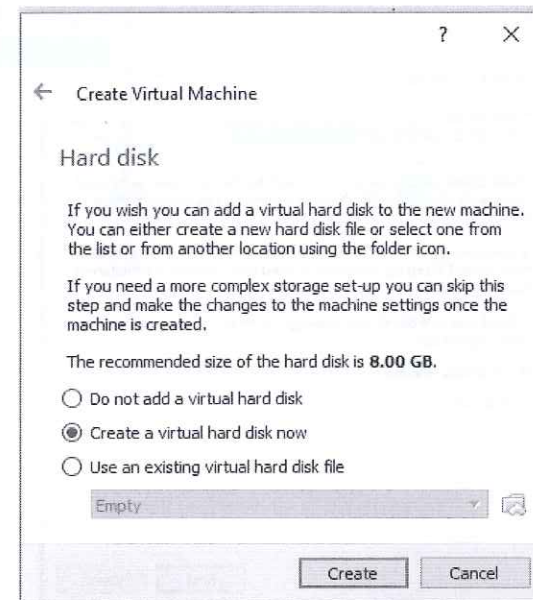 ?
Create Virtual Machine
Hard disk
If you wish you can add a virtual hard disk to the new machine.
You can either create a new hard disk file or select one from
the list or from another location using the folder icon.
If you need a more complex storage set-up you can skip this
step and make the changes to the machine settings once the
machine is created.
The recommended size of the hard disk is 8.00 GB.
Do not add a virtual hard disk
Create a virtual hard disk now
Use an existing virtual hard disk file
Empty
Create Cancel